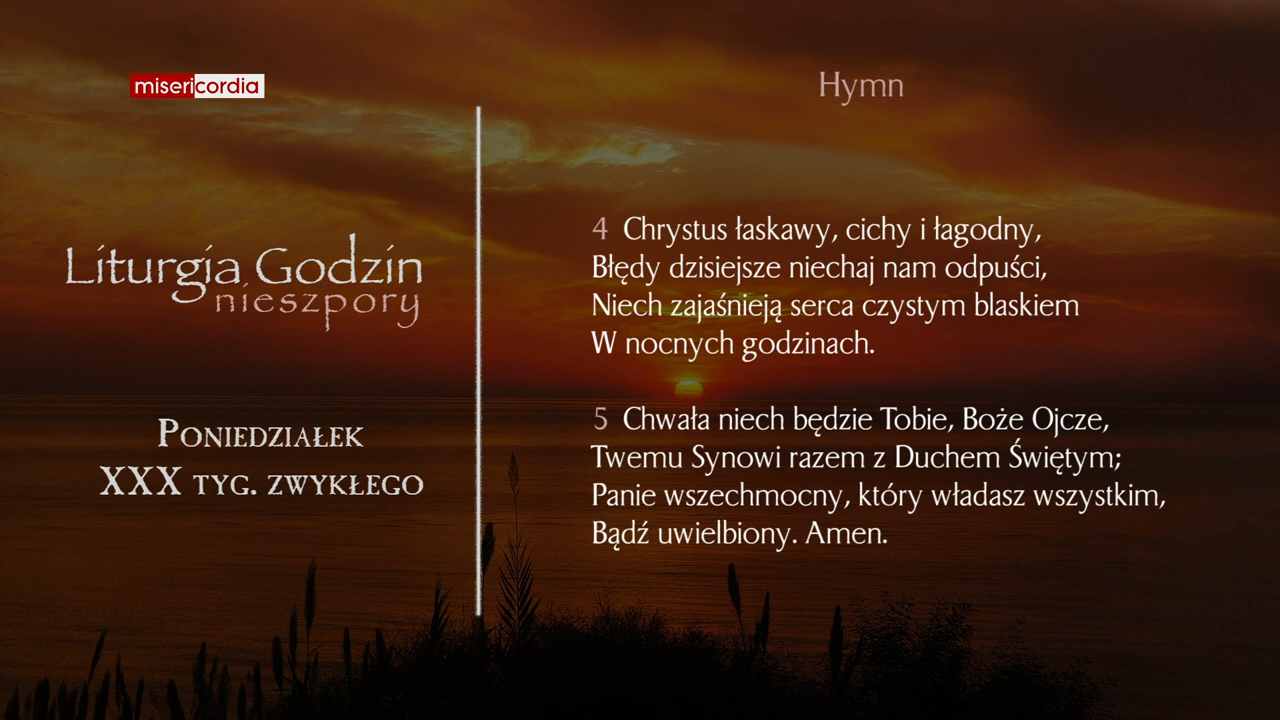 misericordia
Liturgia Godzin
nieszpory
Poniedziałek
XXX tyg. zwykłego
Hymn
4 Chrystus łaskawy, cichy i łagodny,
Błędy dzisiejsze niechaj nam odpuści,
Niech zajaśnieją serca czystym blaskiem
W nocnych godzinach.
5 Chwała niech będzie Tobie, Boże Ojcze,
Twemu Synowi razem z Duchem Świętym;
Panie wszechmocny, który władasz wszystkim,
Bądź uwielbiony. Amen.